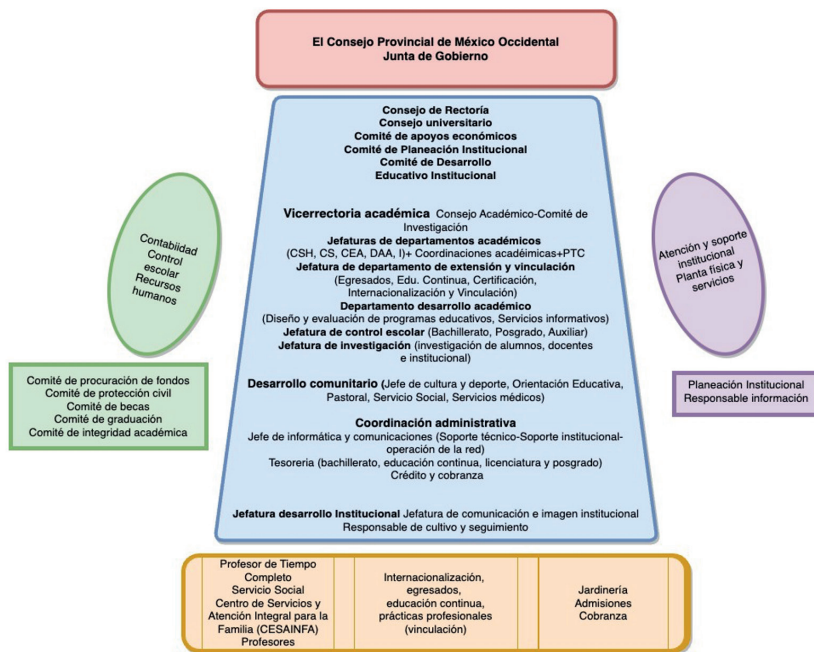 El Consejo Provincial de México Occidental
Junta de Gobierno
Consejo de Rectoría
Consejo universitario
Comité de apoyos económicos
Comité de Planeación Institucional
Comité de Desarrollo
Educativo Institucional
Vicerrectoria académica Consejo Académico-Comité de
Investigación
Jefaturas de departamentos académicos
(CSH, CS, CEA, DAA, I)+ Coordinaciones acadéimicas+PTC
Jefatura de departamento de extensión y vinculación
(Egresados, Edu. Continua, Certificación,
Internacionalización y Vinculación)
Departamento desarrollo académico
(Diseño y evaluación de programas educativos, Servicios informativos)
Jefatura de control escolar (Bachillerato, Posgrado, Auxiliar)
Jefatura de investigación (investigación de alumnos, docentes
e institucional)
Desarrollo comunitario (Jefe de cultura y deporte, Orientación Educativa,
Pastoral, Servicio Social, Servicios médicos)
Coordinación administrativa
Jefe de informática y comunicaciones (Soporte técnico-Soporte institucional-
operación de la red)
Tesoreria (bachillerato, educación continua, licenciatura y posgrado)
Crédito y cobranza
Jefatura desarrollo Institucional Jefatura de comunicación e imagen institucional
Responsable de cultivo y seguimiento
Contabiidad
Control
escolar
Recursos
humanos
Comité de procuración de fondos
Comité de protección civil
Comité de becas
Comité de graduación
Comité de integridad académica
Atención y soporte
institucional
Planta física y
servicios
Planeación Institucional
Responsable información
Profesor de Tiempo
Completo
Servicio Social
Centro de Servicios y
Atención Integral para la
Familia (CESAINFA)
Profesores
Internacionalización,
egresados,
educación continua,
prácticas profesionales
(vinculación)
Jardinería
Admisiones
Cobranza